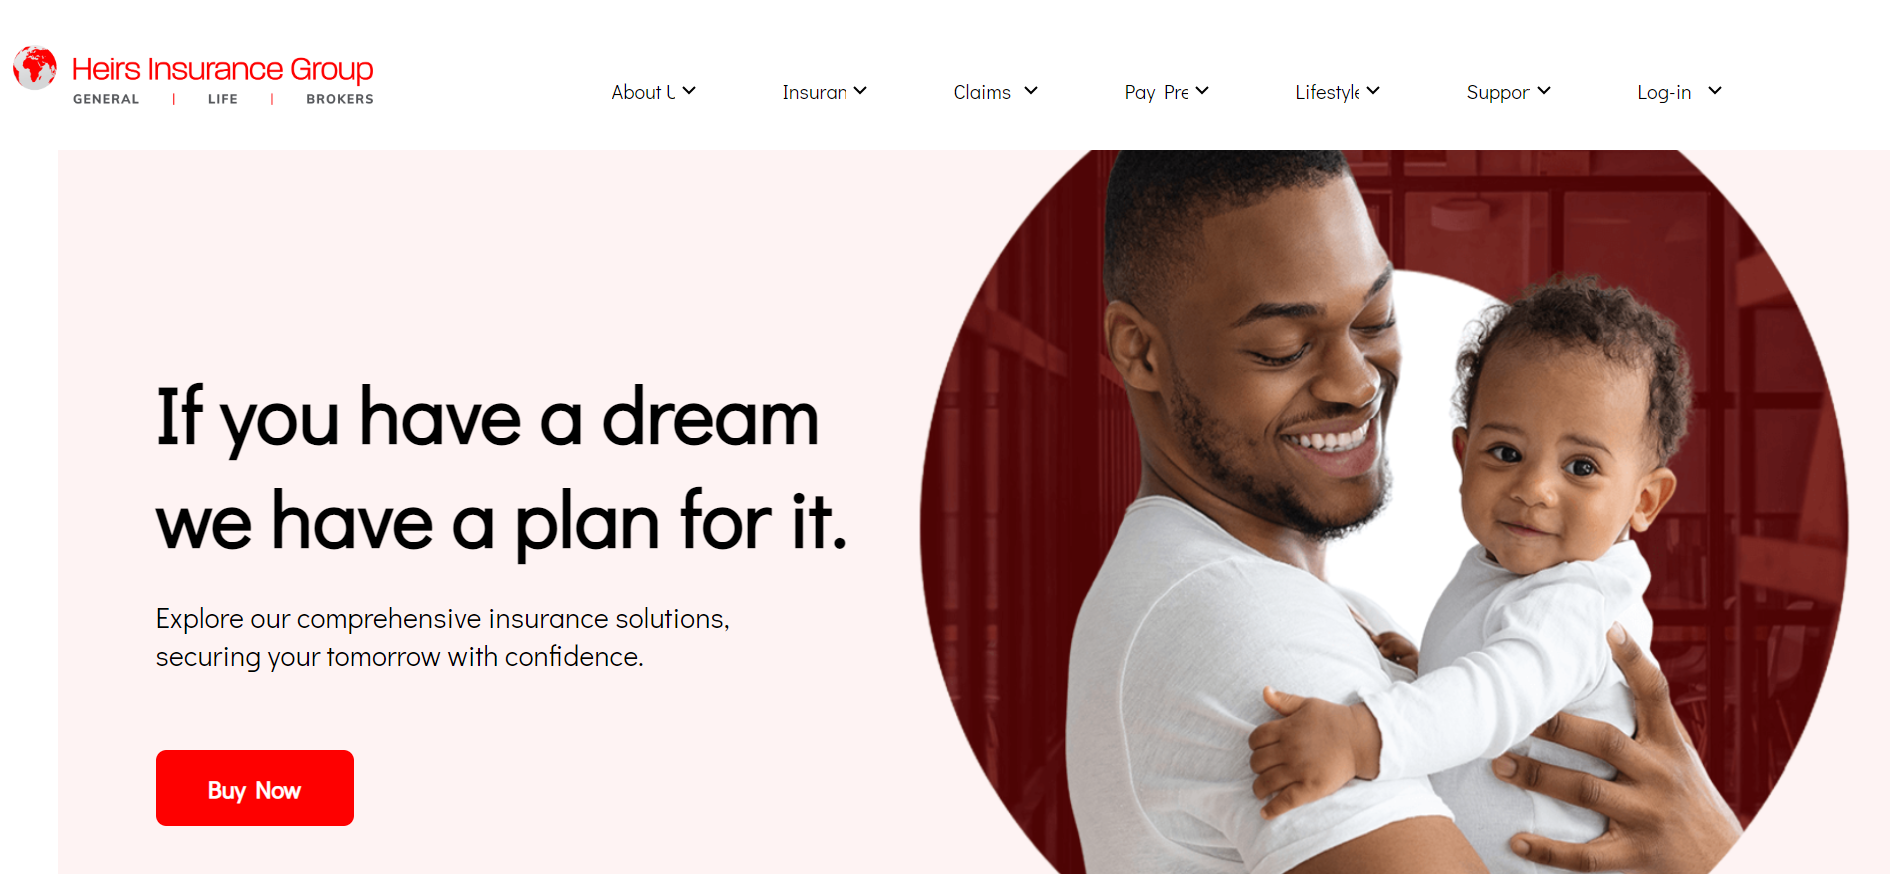 Heirs Insurance Group
GENERAL | LIFE | BROKERS
About U
Insuran
Claims
Pay Pre
Lifestyle
Suppor
Log-in
If you have a dream
we have a plan for it.
Explore our comprehensive insurance solutions,
securing your tomorrow with confidence.
Buy Now